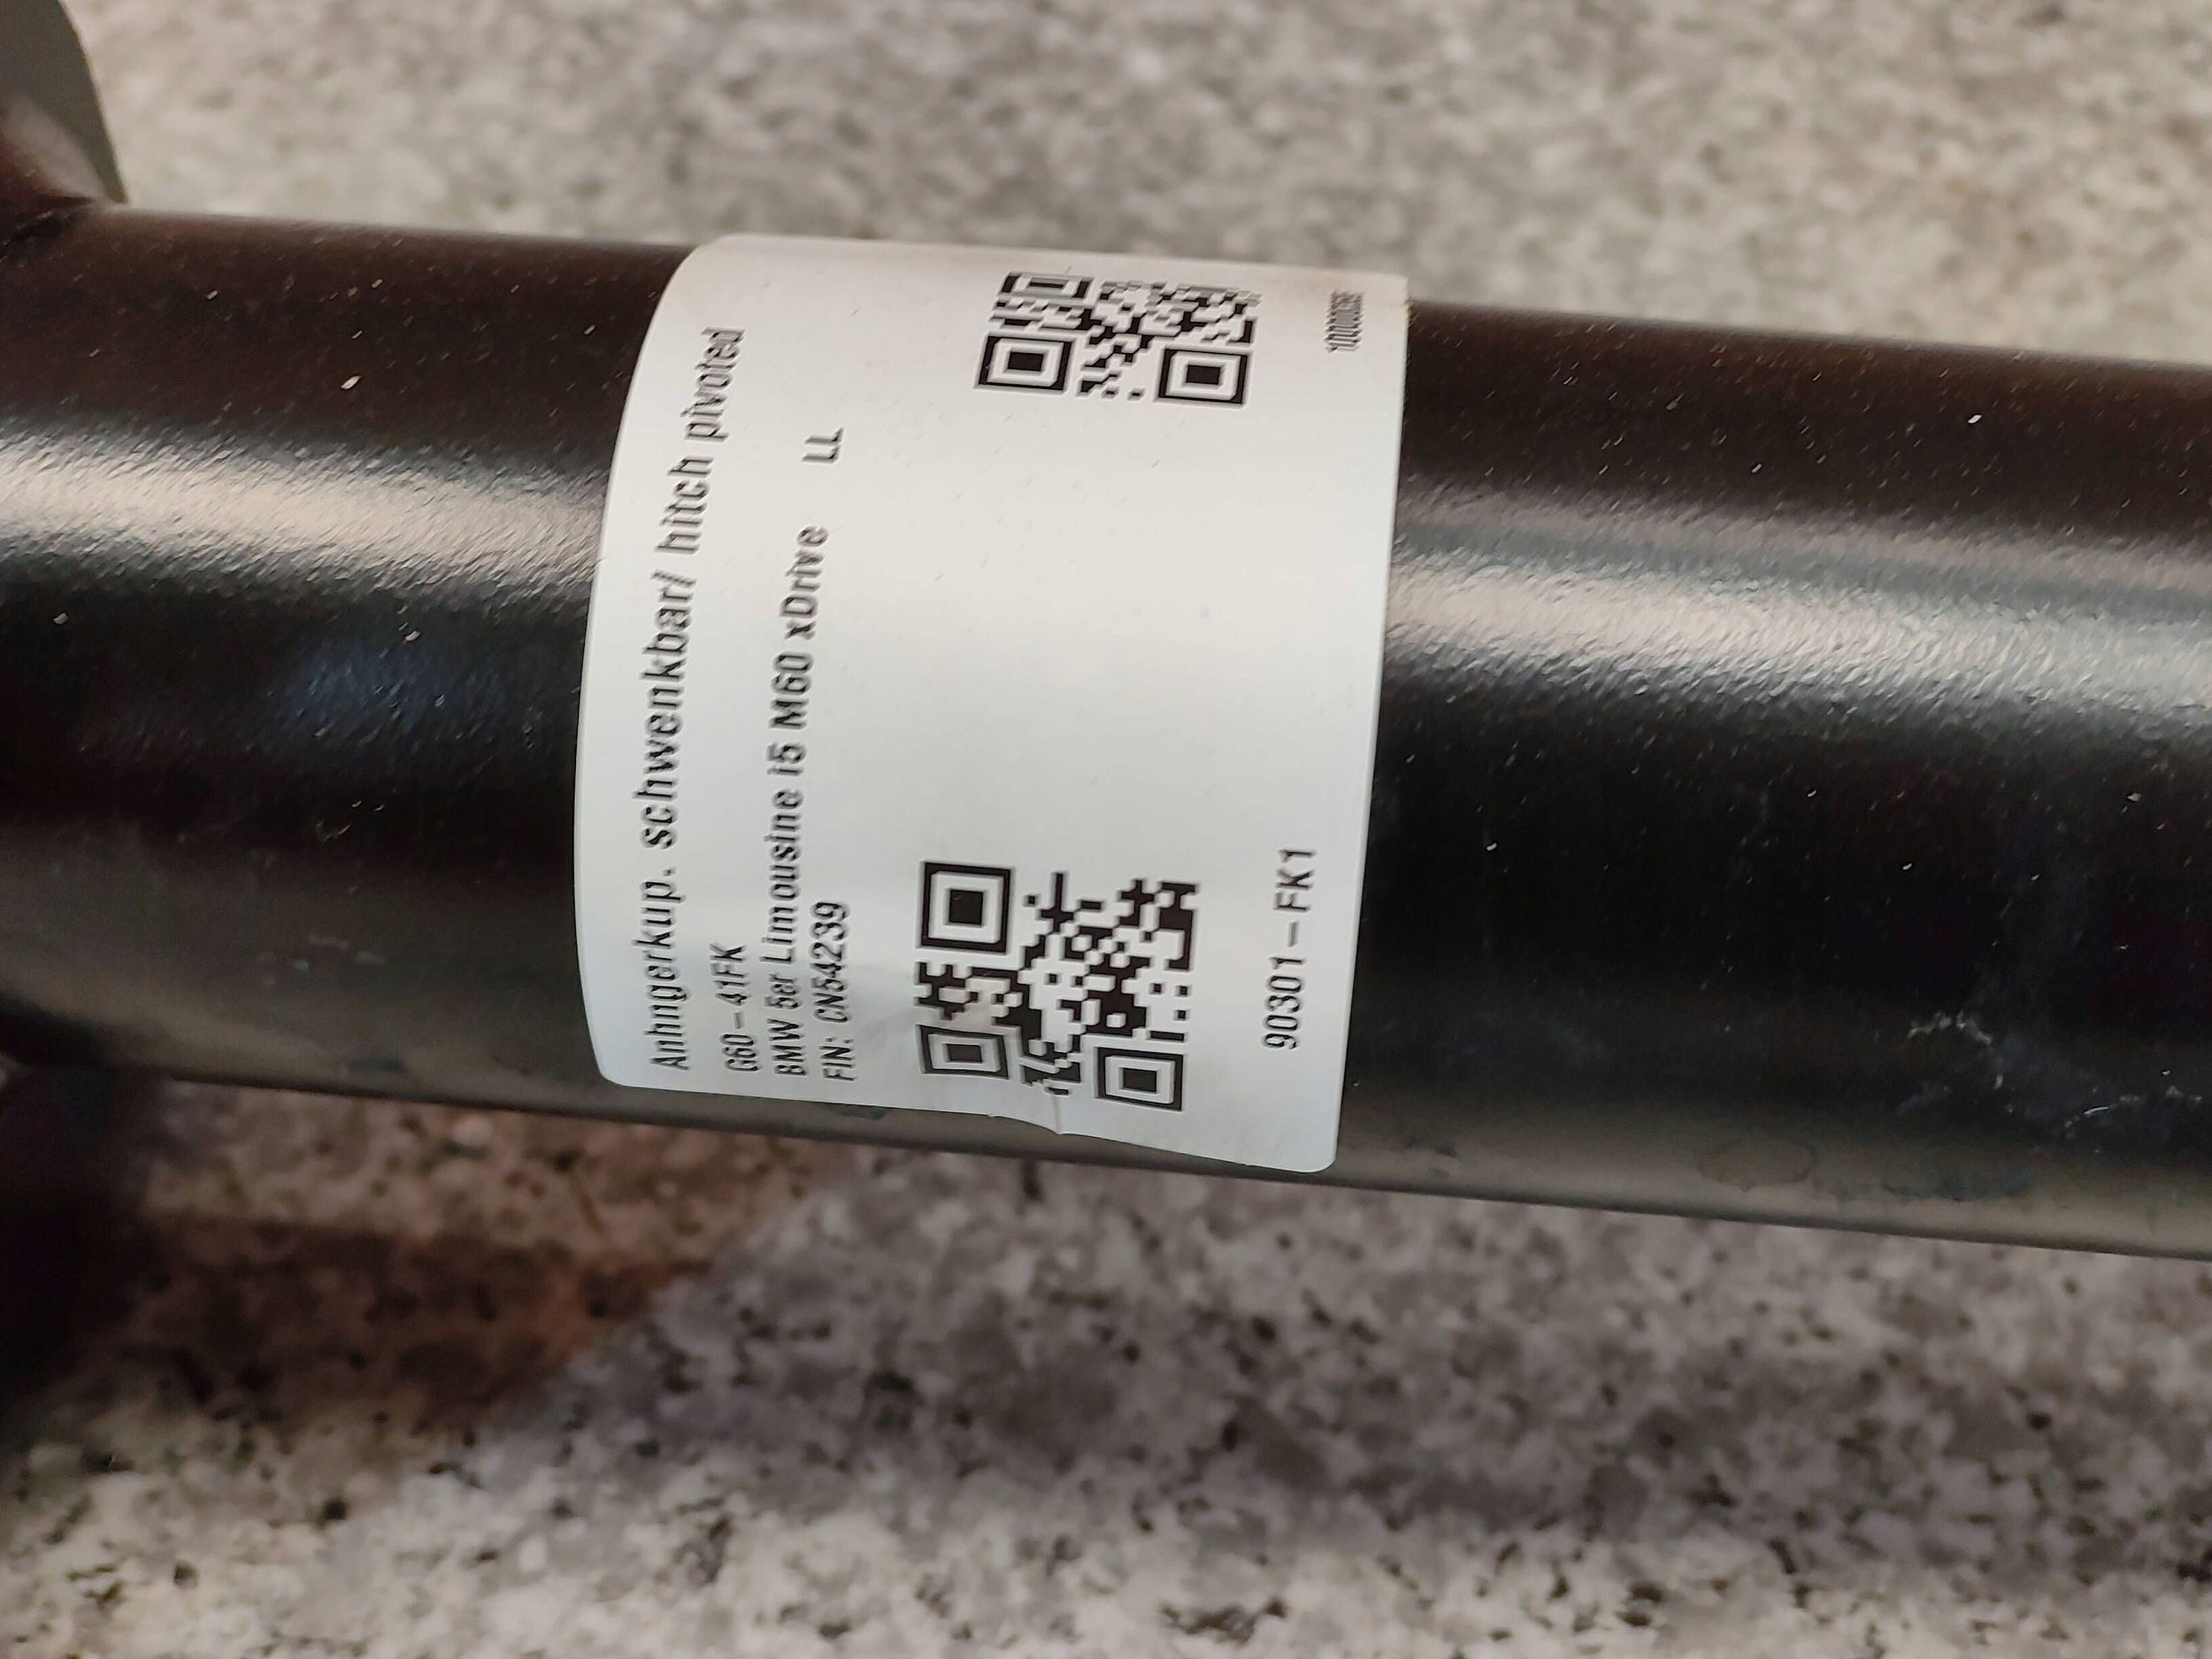 Anhngerkup. schwenkbar/ hitch pivoted
G60-41FK
BMW 5er Limousine i5 M60 xDrive LL
FIN: CN54239
90301-FK1